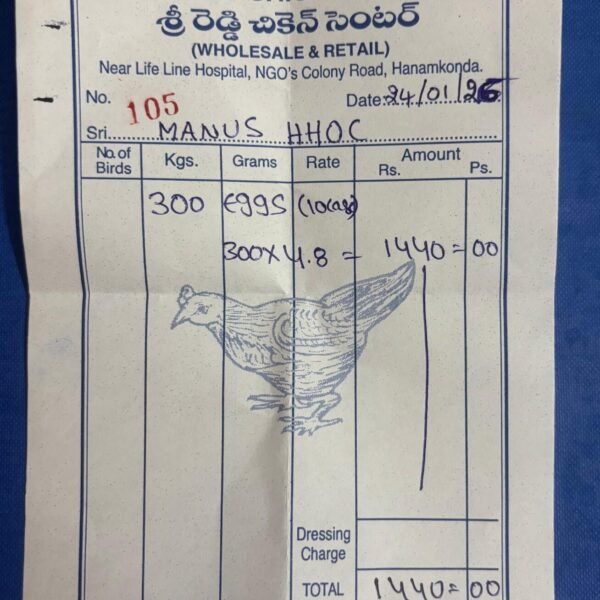 శ్రీ రెడ్డి చికెన్ సెంటర్
(WHOLESALE & RETAIL)
Near Life Line Hospital, NGO's Colony Road, Hanamkonda.
No. 105 Date: 24/01/26
Sri. MANUS HHOC
No. of Birds Kgs. Grams Rate Amount Rs. Ps.
300 eggs
300 x 4.8 = 1440 = 00
Dressing Charge
TOTAL 1440 = 00